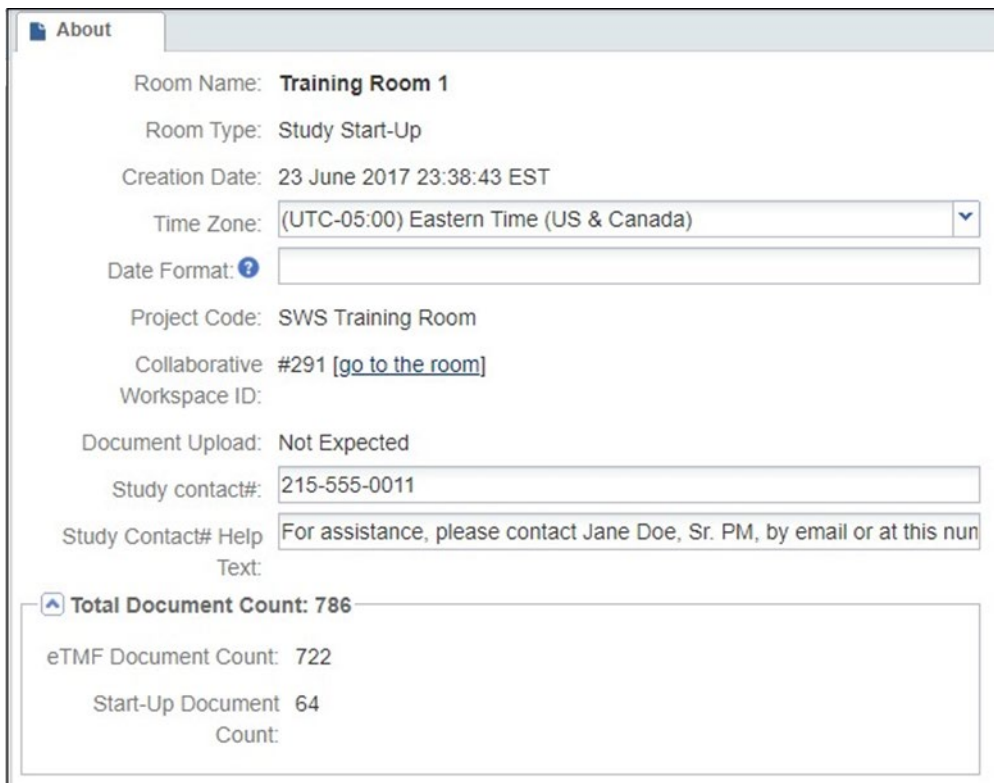 About
Room Name: Training Room 1
Room Type: Study Start-Up
Creation Date: 23 June 2017 23:38:43 EST
Time Zone: (UTC-05:00) Eastern Time (US & Canada)
Date Format: ?
Project Code: SWS Training Room
Collaborative #291 [go to the room]
Workspace ID:
Document Upload: Not Expected
Study contact#: 215-555-0011
Study Contact# Help For assistance, please contact Jane Doe, Sr. PM, by email or at this
Text:
Total Document Count: 786
eTMF Document Count: 722
Start-Up Document 64
Count: